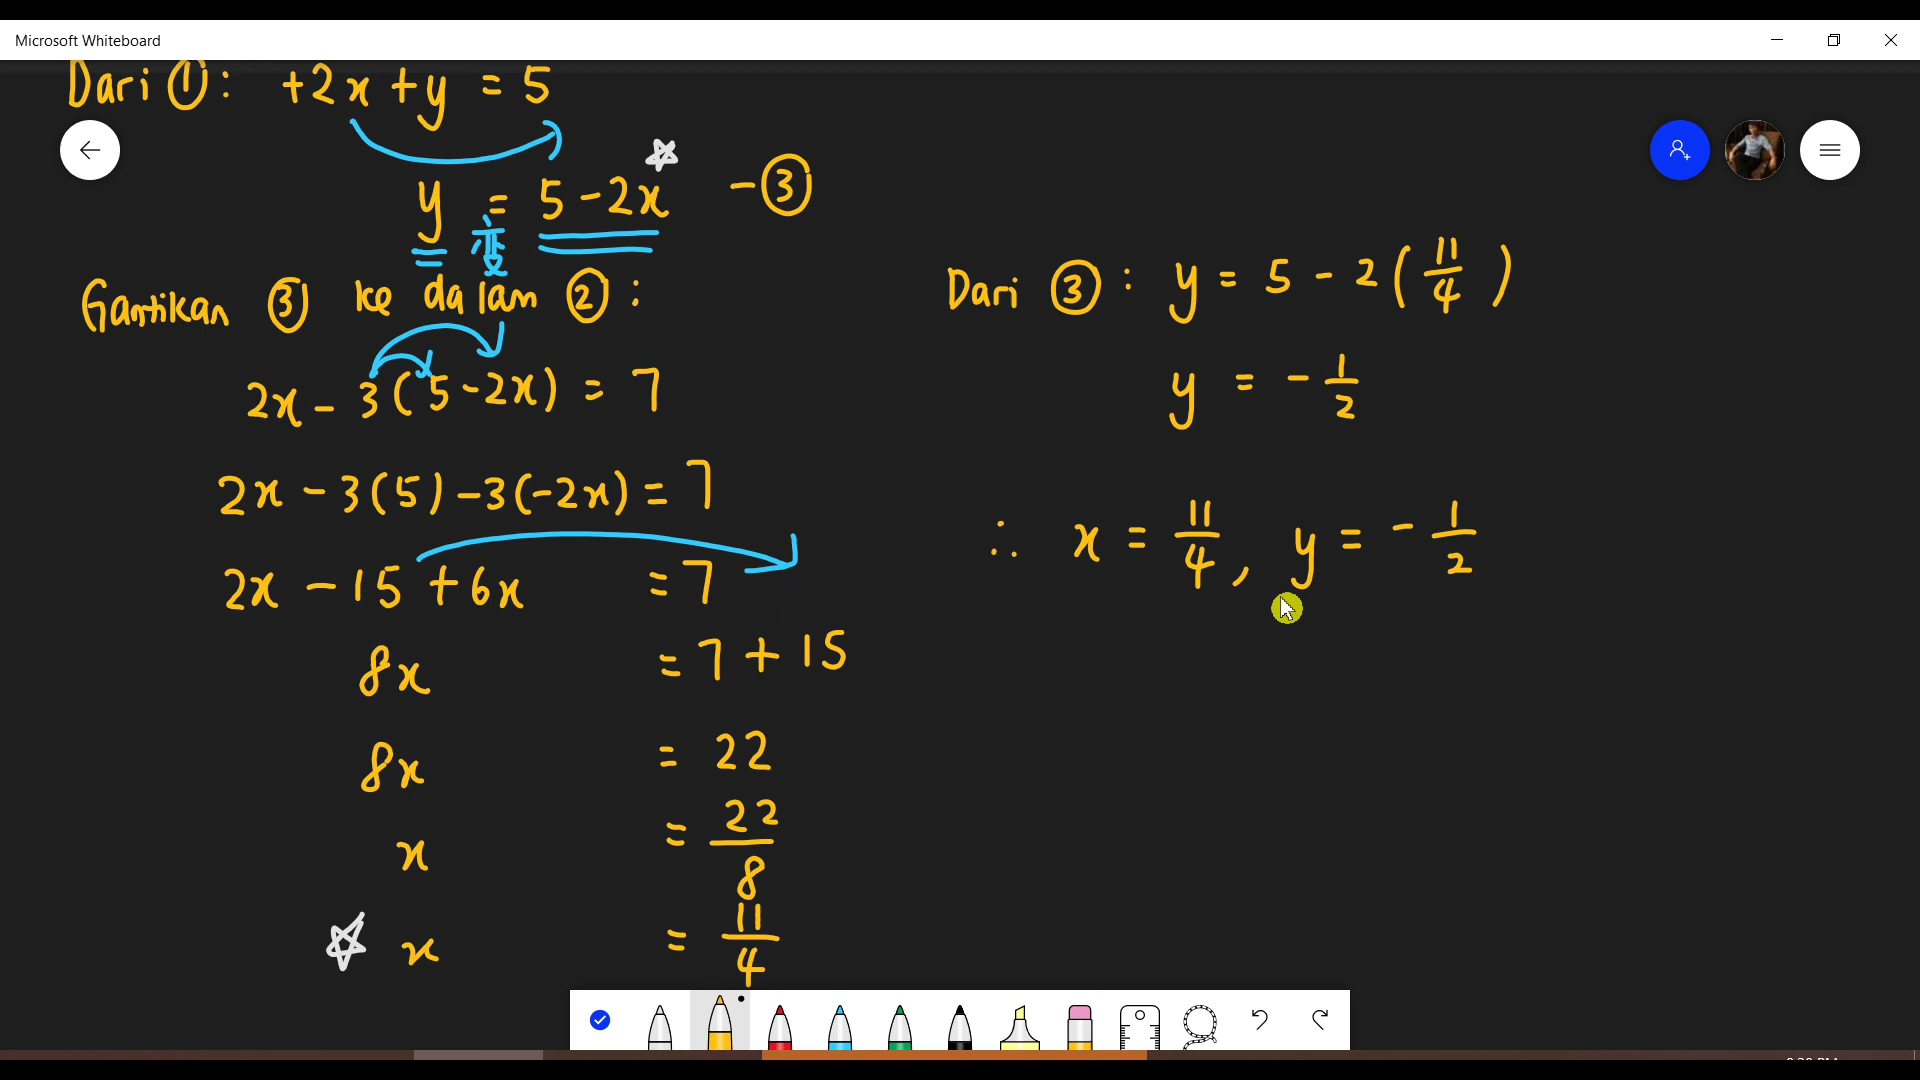 Microsoft Whiteboard
Dari ①: +2x + y = 5
y = 5 - 2x - ③
变
Gantikan ③ ke dalam ②:
2x - 3(5 - 2x) = 7
2x - 3(5) - 3(-2x) = 7
2x - 15 + 6x = 7
8x = 7 + 15
8x = 22
x = 22/8
x = 11/4
Dari ③: y = 5 - 2(11/4)
y = -1/2
∴ x = 11/4, y = -1/2